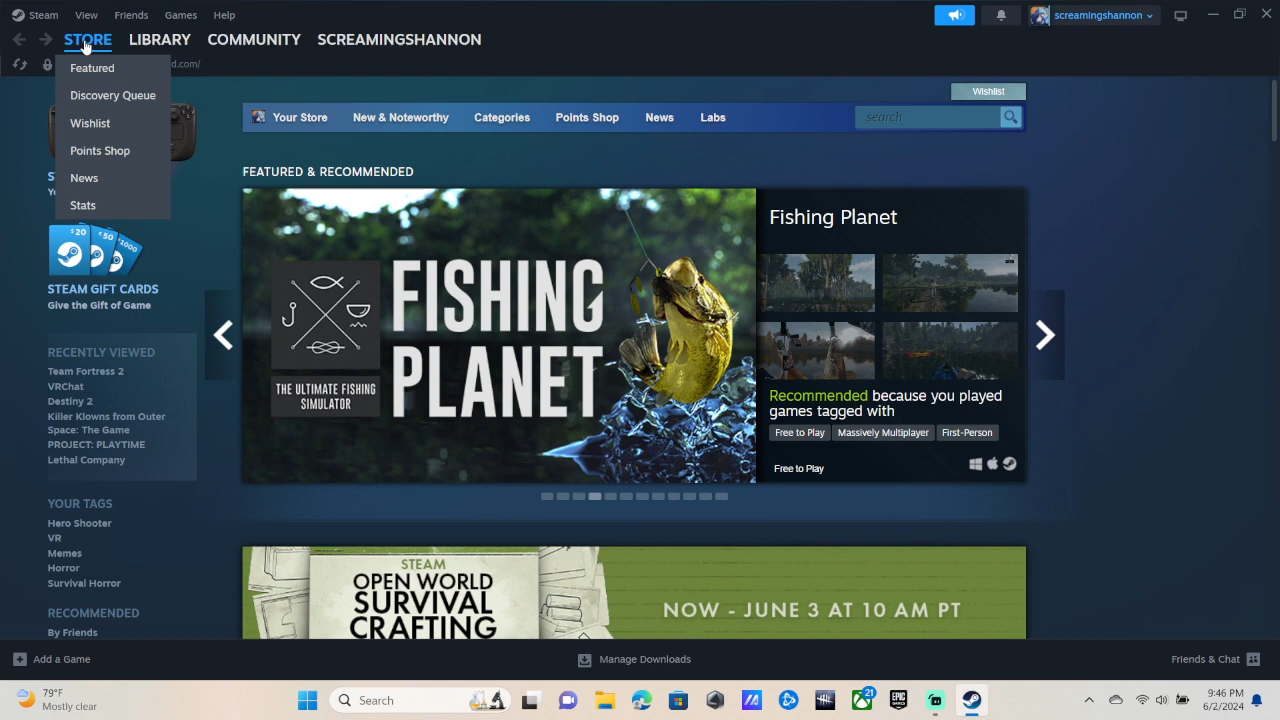 Steam View Friends Games Help screamingshannon
STORE LIBRARY COMMUNITY SCREAMINGSHANNON
d.com/
Featured
Discovery Queue
Wishlist
Points Shop
News
Stats
Wishlist
Your Store New & Noteworthy Categories Points Shop News Labs search
FEATURED & RECOMMENDED
FISHING
PLANET
THE ULTIMATE FISHING
SIMULATOR
Fishing Planet
Recommended because you played
games tagged with
Free to Play Massively Multiplayer First-Person
Free to Play
$20 50 $1000
STEAM GIFT CARDS
Give the Gift of Game
RECENTLY VIEWED
Team Fortress 2
VRChat
Destiny 2
Killer Klowns from Outer
Space: The Game
PROJECT: PLAYTIME
Lethal Company
YOUR TAGS
Hero Shooter
VR
Memes
Horror
Survival Horror
RECOMMENDED
By Friends
STEAM
OPEN WORLD
SURVIVAL
CRAFTING
NOW - JUNE 3 AT 10 AM PT
Add a Game Manage Downloads Friends & Chat
79°F
Mostly clear
Search
21
EPIC
GAMES
9:46 PM
6/2/2024